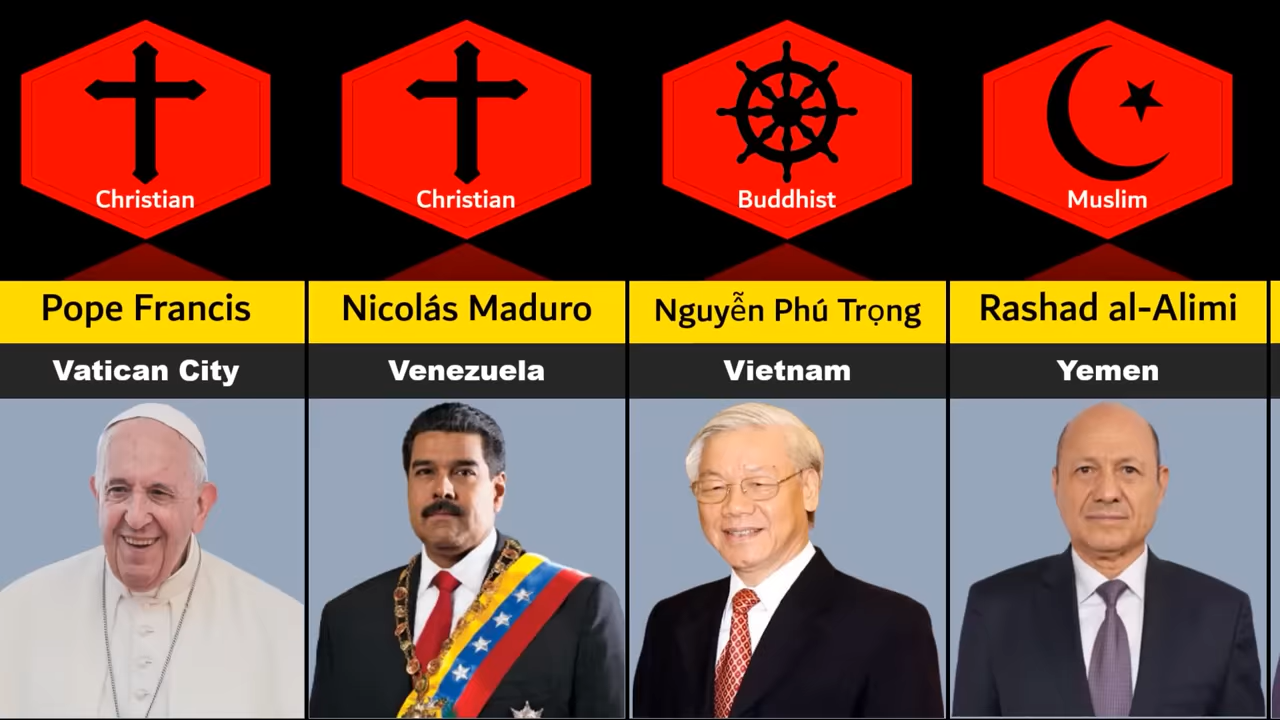 Christian
Christian
Buddhist
Muslim
Pope Francis
Nicolás Maduro
Nguyễn Phú Trọng
Rashad al-Alimi
Vatican City
Venezuela
Vietnam
Yemen